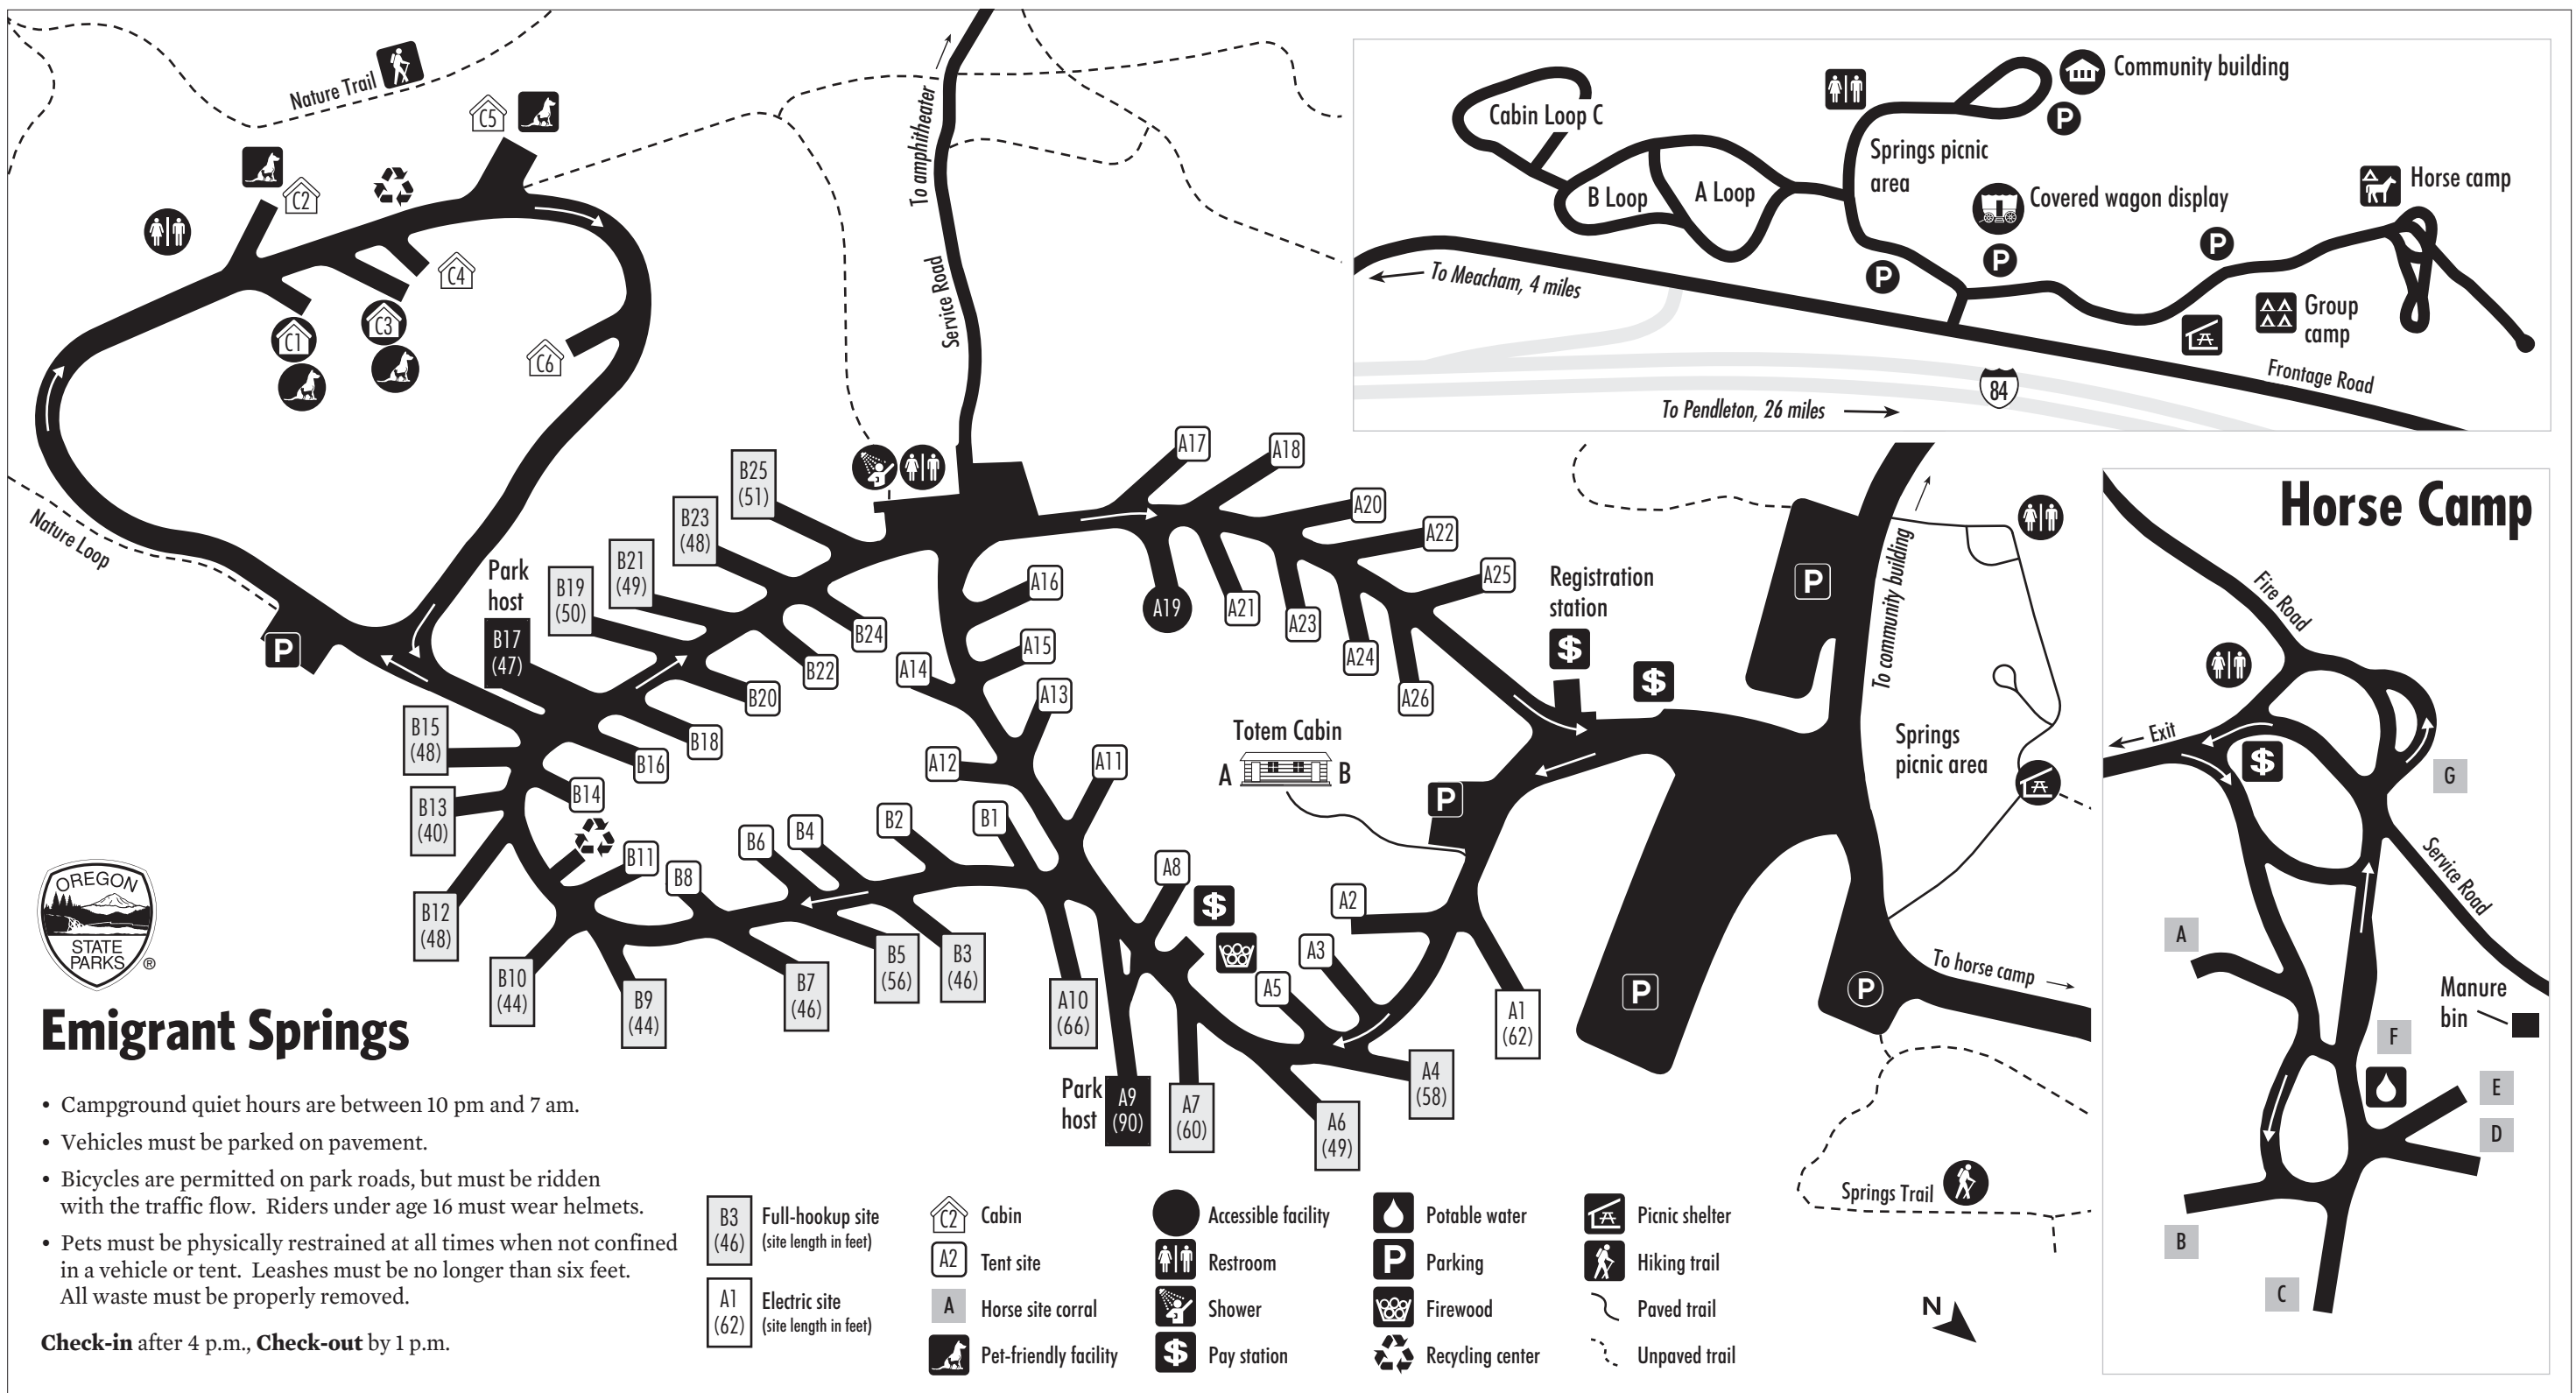 Nature Trail
C5
C2
C4
C1
C3
C6
Nature Loop
P
To amphitheater
Service Road
Cabin Loop C
B Loop
A Loop
Springs picnic
area
Community building
P
Covered wagon display
P
P
P
Horse camp
Group
camp
To Meacham, 4 miles
To Pendleton, 26 miles
84
Frontage Road
B25
(51)
B23
(48)
B21
(49)
B19
(50)
Park
host
B17
(47)
B15
(48)
B13
(40)
B12
(48)
B10
(44)
B9
(44)
B7
(46)
B5
(56)
B3
(46)
B24
B22
B20
B18
B16
B14
B11
B8
B6
B4
B2
B1
A17
A18
A20
A22
A25
A16
A15
A14
A13
A12
A11
A19
A21
A23
A24
A26
A8
A10
(66)
Park
host
A9
(90)
A7
(60)
A6
(49)
A4
(58)
A5
A3
A2
A1
(62)
$
Registration
station
$
$
Totem Cabin
A
B
P
P
P
P
To community building
Springs
picnic area
To horse camp
Springs Trail
Horse Camp
Fire Road
Exit
$
G
Service Road
A
Manure
bin
F
E
D
B
C
OREGON
STATE
PARKS
®
Emigrant Springs
• Campground quiet hours are between 10 pm and 7 am.
• Vehicles must be parked on pavement.
• Bicycles are permitted on park roads, but must be ridden
with the traffic flow. Riders under age 16 must wear helmets.
• Pets must be physically restrained at all times when not confined
in a vehicle or tent. Leashes must be no longer than six feet.
All waste must be properly removed.
Check-in after 4 p.m., Check-out by 1 p.m.
B3
(46)
Full-hookup site
(site length in feet)
A1
(62)
Electric site
(site length in feet)
C2
Cabin
A2
Tent site
A
Horse site corral
Pet-friendly facility
Accessible facility
Restroom
Shower
$
Pay station
Potable water
P
Parking
Firewood
Recycling center
Picnic shelter
Hiking trail
Paved trail
Unpaved trail
N